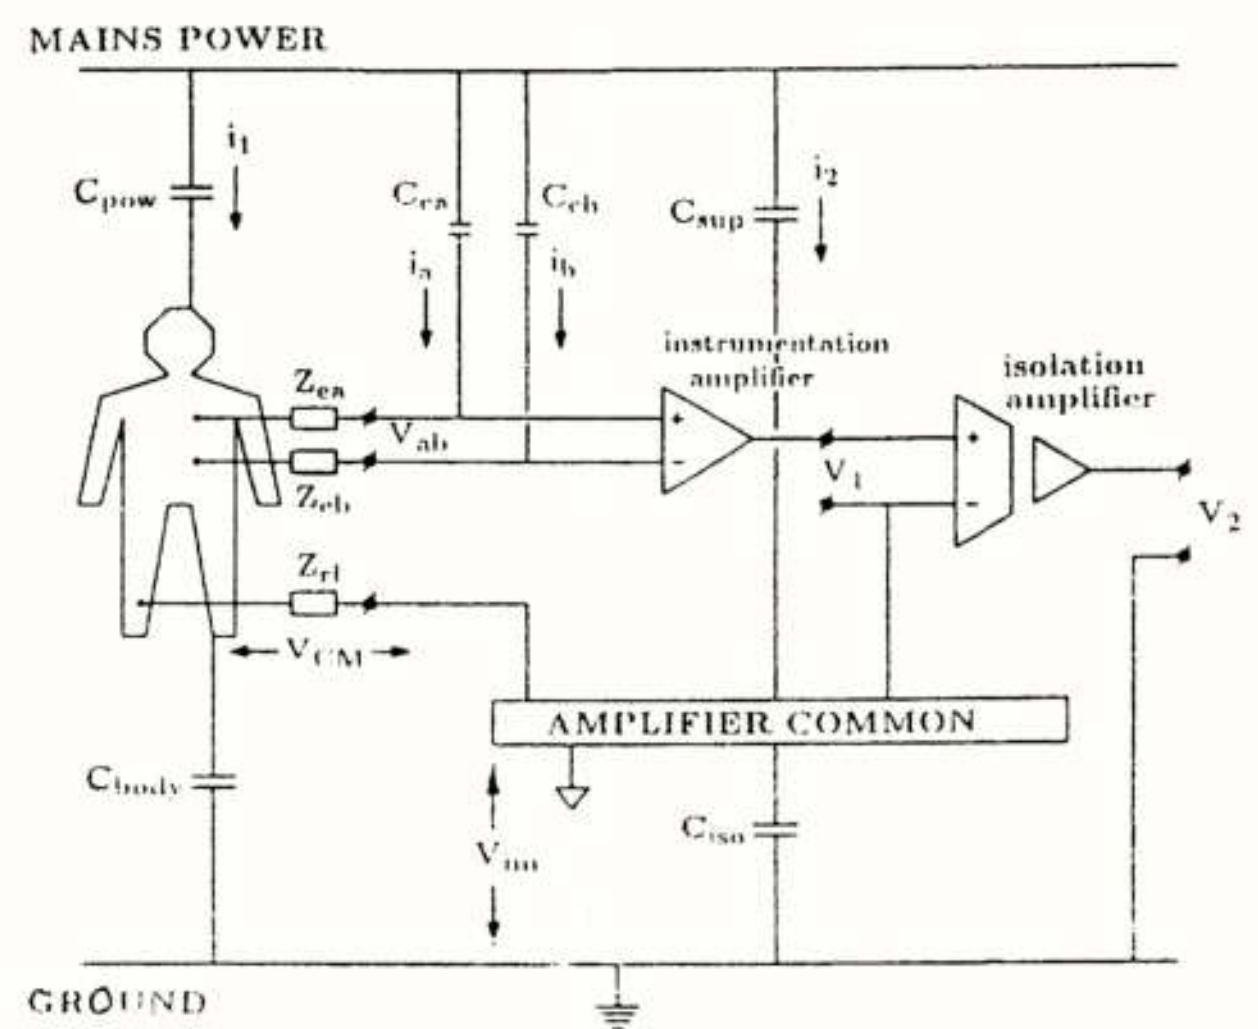 MAINS POWER
i1
Cpow
Cea
Ceb
Csup
i2
ia
ib
instrumentation
amplifier
isolation
amplifier
Zea
Vab
Zeb
V1
V2
Zrl
VCM
AMPLIFIER COMMON
Cbody
Ciso
GROUND
+
-
+
-